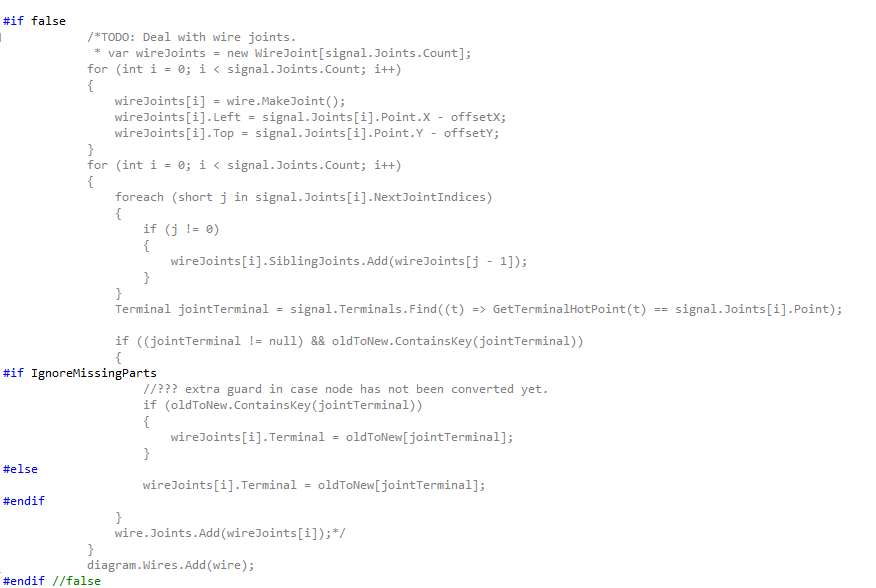 #if false
            /*TODO: Deal with wire joints.
             * var wireJoints = new WireJoint[signal.Joints.Count];
            for (int i = 0; i < signal.Joints.Count; i++)
            {
                wireJoints[i] = wire.MakeJoint();
                wireJoints[i].Left = signal.Joints[i].Point.X - offsetX;
                wireJoints[i].Top = signal.Joints[i].Point.Y - offsetY;
            }
            for (int i = 0; i < signal.Joints.Count; i++)
            {
                foreach (short j in signal.Joints[i].NextJointIndices)
                {
                    if (j != 0)
                    {
                        wireJoints[i].SiblingJoints.Add(wireJoints[j - 1]);
                    }
                }
                Terminal jointTerminal = signal.Terminals.Find((t) => GetTerminalHotPoint(t) == signal.Joints[i].Point);

                if ((jointTerminal != null) && oldToNew.ContainsKey(jointTerminal))
                {
#if IgnoreMissingParts
                    //??? extra guard in case node has not been converted yet.
                    if (oldToNew.ContainsKey(jointTerminal))
                    {
                        wireJoints[i].Terminal = oldToNew[jointTerminal];
                    }
#else
                    wireJoints[i].Terminal = oldToNew[jointTerminal];
#endif
                }
                wire.Joints.Add(wireJoints[i]);*/
            }
            diagram.Wires.Add(wire);
#endif //false